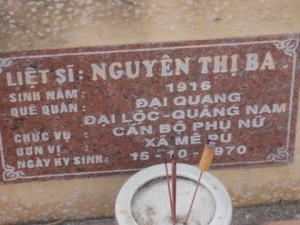 LIỆT SĨ: NGUYỄN THỊ BA
SINH NĂM: 1916
QUÊ QUÁN: ĐẠI QUANG
ĐẠI LỘC-QUẢNG NAM
CHỨC VỤ: CÁN BỘ PHỤ NỮ
ĐƠN VỊ: XÃ MÊ PU
NGÀY HY SINH: 15-10-1970